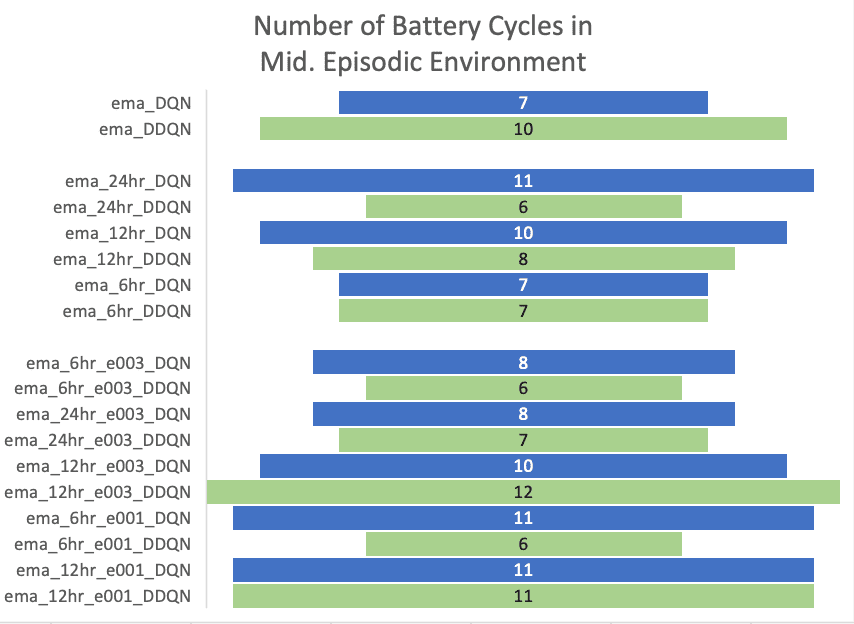 Number of Battery Cycles in
Mid. Episodic Environment
ema_DQN 7
ema_DDQN 10
ema_24hr_DQN 11
ema_24hr_DDQN 6
ema_12hr_DQN 10
ema_12hr_DDQN 8
ema_6hr_DQN 7
ema_6hr_DDQN 7
ema_6hr_e003_DQN 8
ema_6hr_e003_DDQN 6
ema_24hr_e003_DQN 8
ema_24hr_e003_DDQN 7
ema_12hr_e003_DQN 10
ema_12hr_e003_DDQN 12
ema_6hr_e001_DQN 11
ema_6hr_e001_DDQN 6
ema_12hr_e001_DQN 11
ema_12hr_e001_DDQN 11